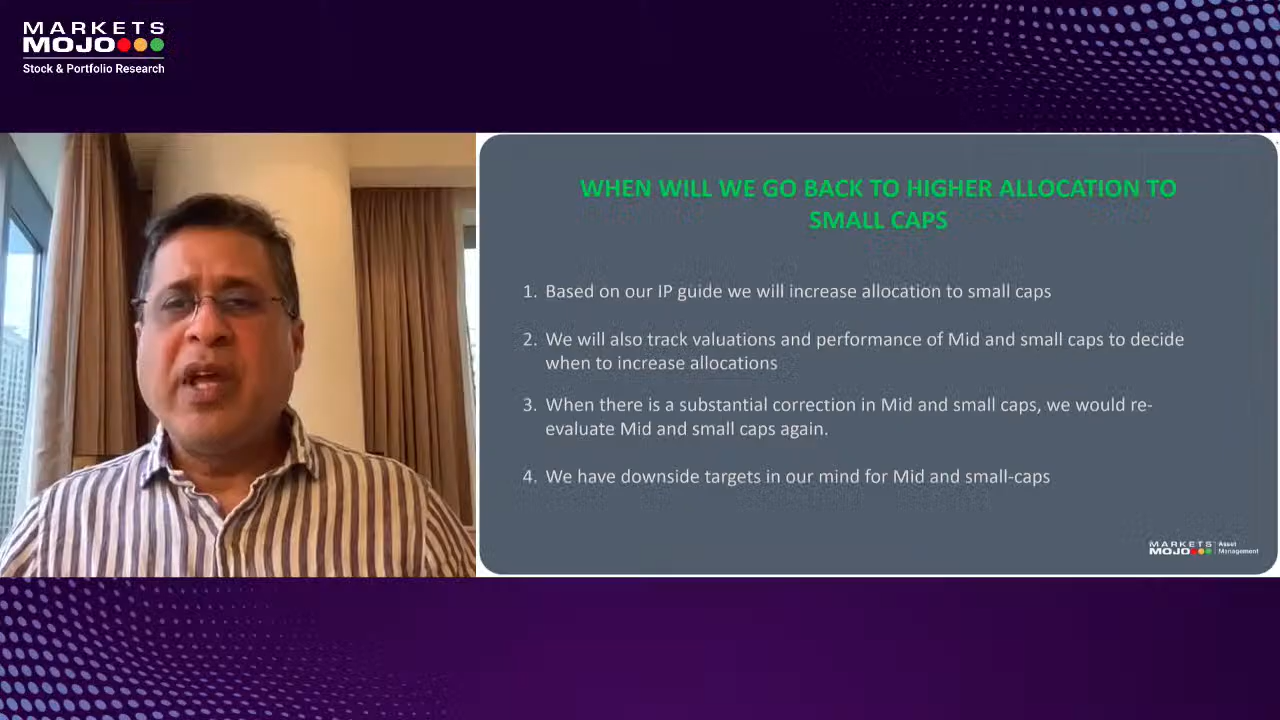 MARKETS
MOJO
Stock & Portfolio Research
WHEN WILL WE GO BACK TO HIGHER ALLOCATION TO
SMALL CAPS
1. Based on our IP guide we will increase allocation to small caps
2. We will also track valuations and performance of Mid and small caps to decide
when to increase allocations
3. When there is a substantial correction in Mid and small caps, we would re-
evaluate Mid and small caps again.
4. We have downside targets in our mind for Mid and small-caps
MARKETS
MOJO
Asset
Management